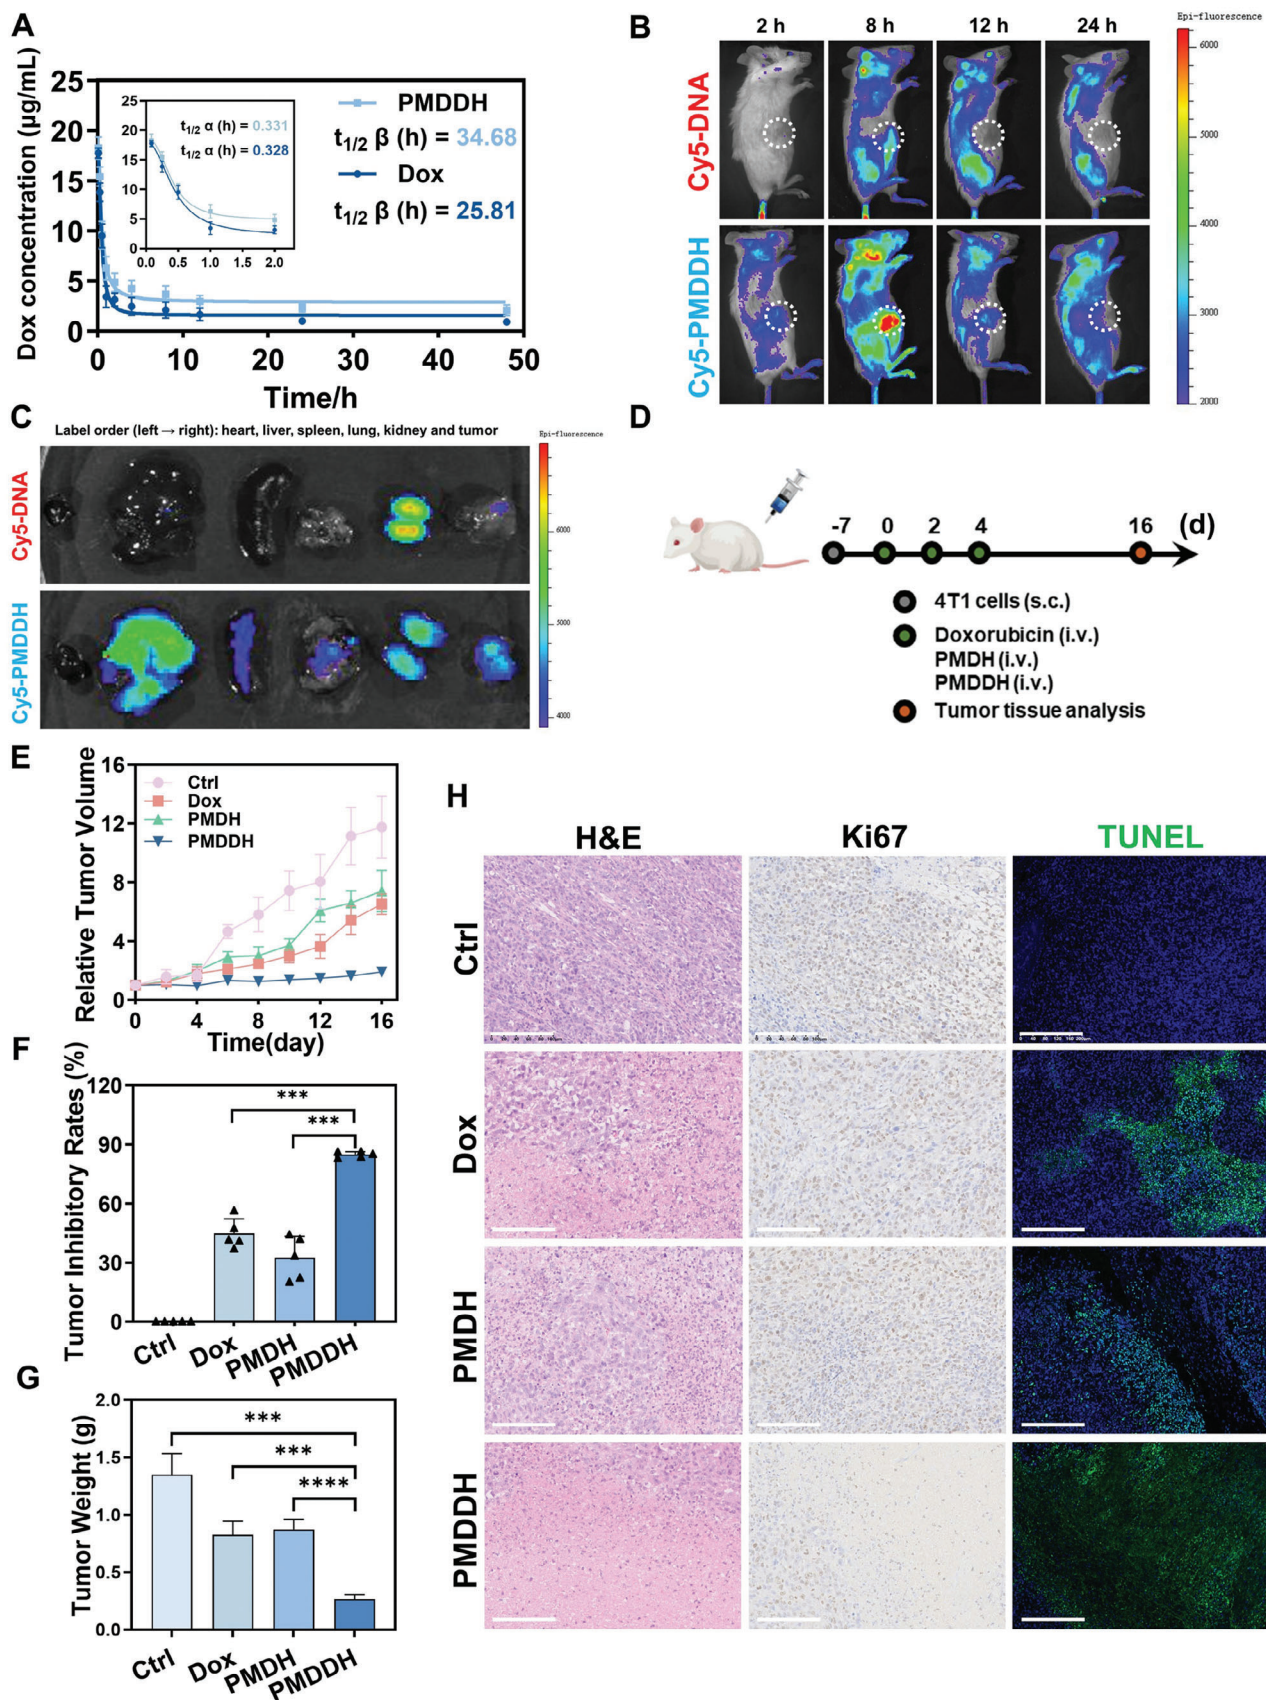 A
Dox concentration (μg/mL)
25
20
15
10
5
0
0
10
20
30
40
50
Time/h
25
20
15
10
5
0
0.0
0.5
1.0
1.5
2.0
t1/2 α (h) = 0.331
t1/2 α (h) = 0.328
PMDDH
t1/2 β (h) = 34.68
Dox
t1/2 β (h) = 25.81
B
2 h
8 h
12 h
24 h
Cy5-DNA
Cy5-PMDDH
Epi-fluorescence
6000
5000
4000
3000
2000
C
Label order (left → right): heart, liver, spleen, lung, kidney and tumor
Cy5-DNA
Cy5-PMDDH
Epi-fluorescence
6000
5000
4000
D
-7
0
2
4
16
(d)
4T1 cells (s.c.)
Doxorubicin (i.v.)
PMDH (i.v.)
PMDDH (i.v.)
Tumor tissue analysis
E
Relative Tumor Volume
16
12
8
4
0
0
4
8
12
16
Time(day)
Ctrl
Dox
PMDH
PMDDH
F
Tumor Inhibitory Rates (%)
120
90
60
30
0
***
***
Ctrl
Dox
PMDH
PMDDH
G
Tumor Weight (g)
2.0
1.5
1.0
0.5
0.0
***
***
****
Ctrl
Dox
PMDH
PMDDH
H
H&E
Ki67
TUNEL
Ctrl
Dox
PMDH
PMDDH